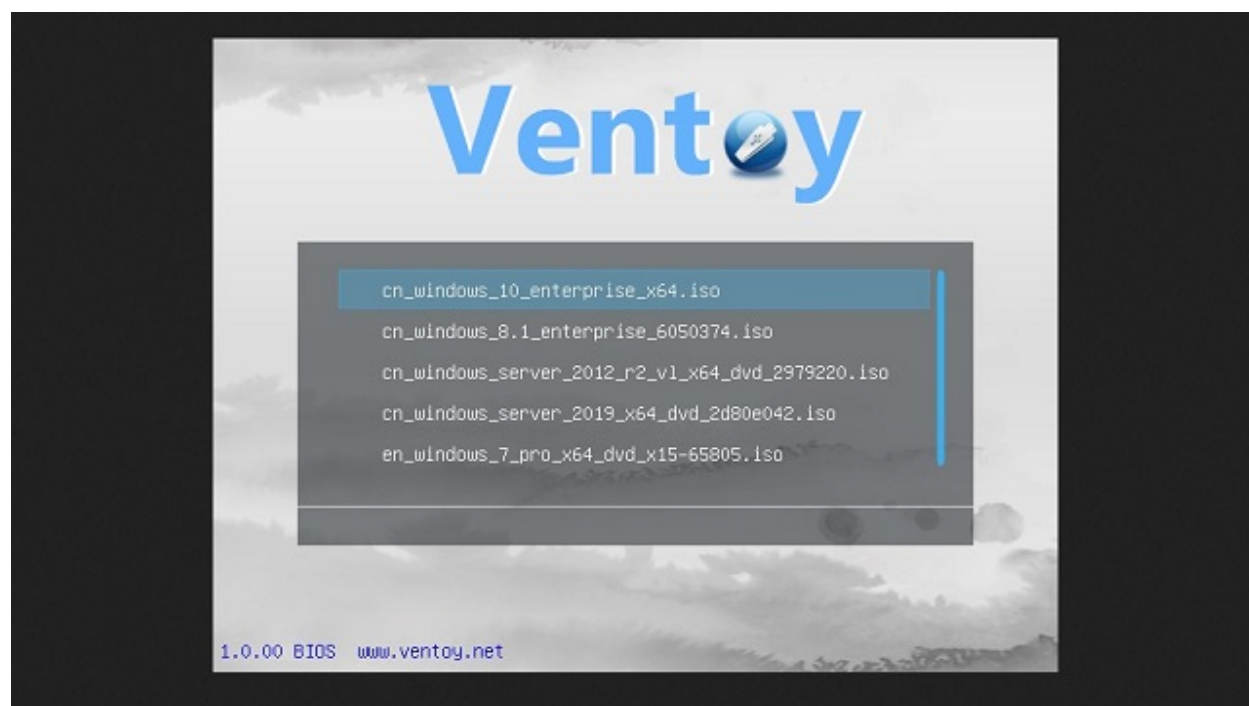 Ventoy
cn_windows_10_enterprise_x64.iso
cn_windows_8.1_enterprise_6050374.iso
cn_windows_server_2012_r2_vl_x64_dvd_2979220.iso
cn_windows_server_2019_x64_dvd_2d80e042.iso
en_windows_7_pro_x64_dvd_x15-65805.iso
1.0.00 BIOS www.ventoy.net